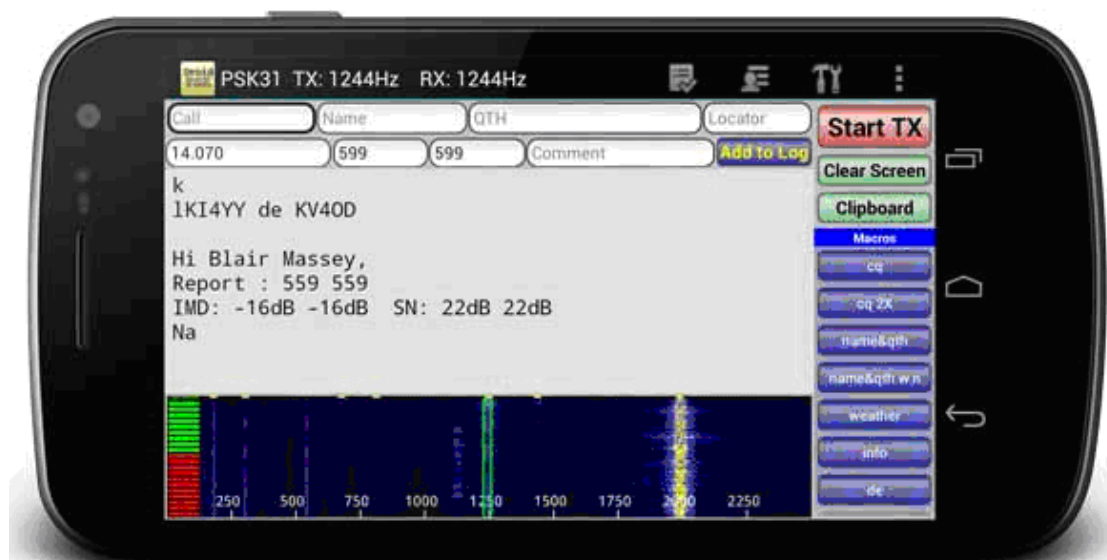 PSK31 TX: 1244Hz RX: 1244Hz
Call Name QTH Locator
14.070 599 599 Comment Add to Log
k
lKI4YY de KV4OD

Hi Blair Massey,
Report : 559 559
IMD: -16dB -16dB SN: 22dB 22dB
Na
250 500 750 1000 1250 1500 1750 2000 2250
Start TX
Clear Screen
Clipboard
Macros
cq
cq 2X
name&qth
name&qth w n
weather
info
de